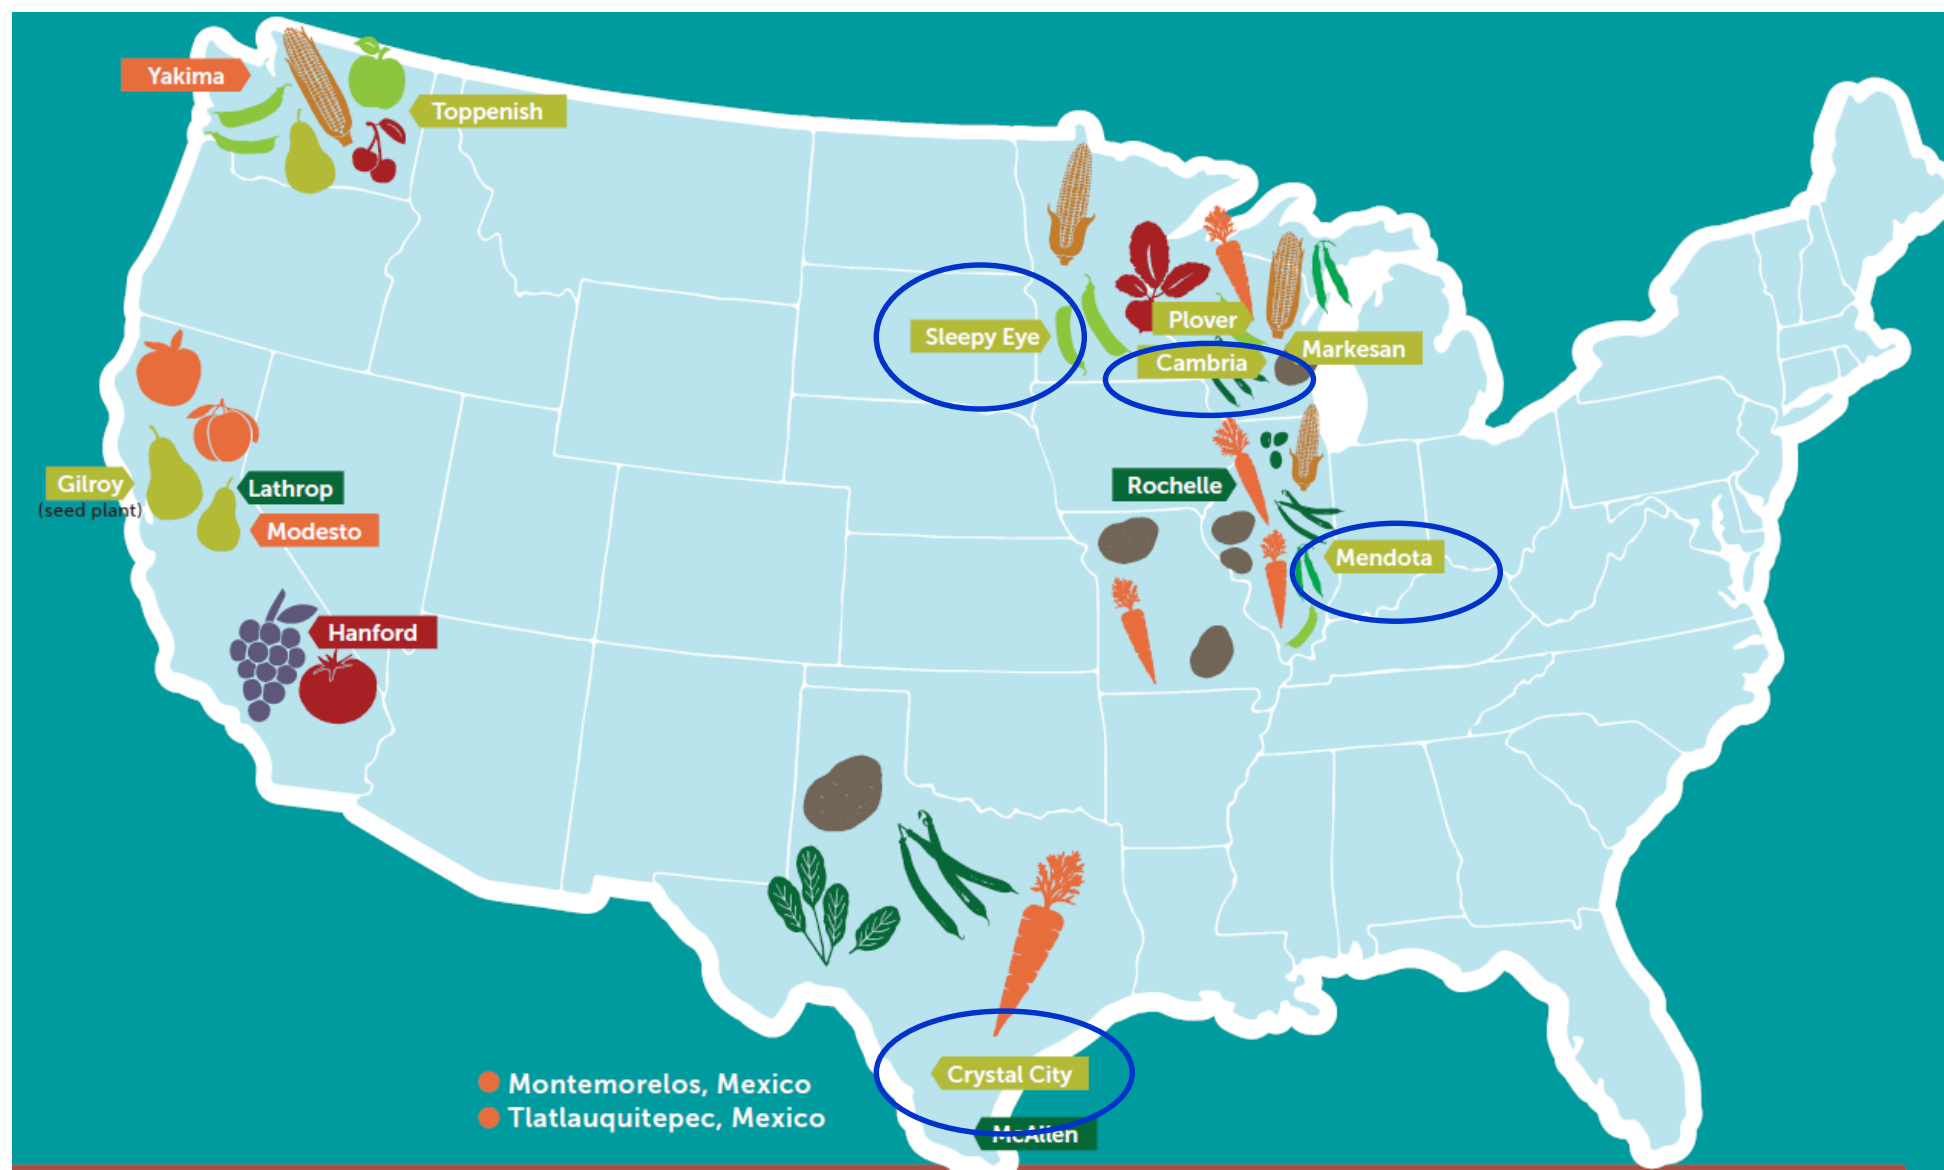 Yakima
Toppenish
Sleepy Eye
Plover
Markesan
Cambria
Gilroy
(seed plant)
Lathrop
Modesto
Rochelle
Mendota
Hanford
Crystal City
Montemorelos, Mexico
Tlatlauquitepec, Mexico
McAllen